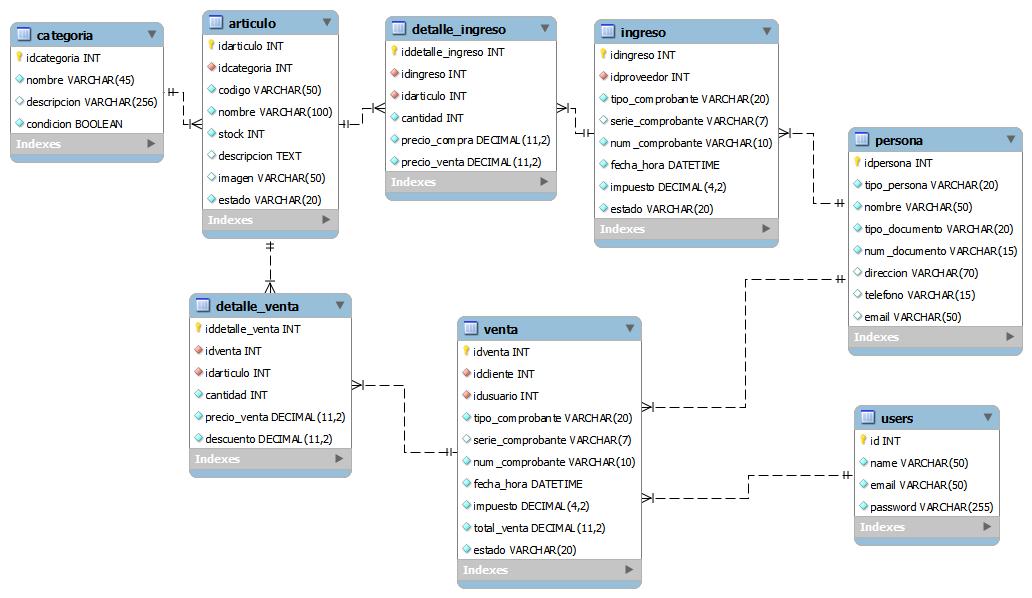 categoria
idcategoria INT
nombre VARCHAR(45)
descripcion VARCHAR(256)
condicion BOOLEAN
Indexes
articulo
idarticulo INT
idcategoria INT
codigo VARCHAR(50)
nombre VARCHAR(100)
stock INT
descripcion TEXT
imagen VARCHAR(50)
estado VARCHAR(20)
Indexes
detalle_ingreso
iddetalle_ingreso INT
idingreso INT
idarticulo INT
cantidad INT
precio_compra DECIMAL(11,2)
precio_venta DECIMAL(11,2)
Indexes
ingreso
idingreso INT
idproveedor INT
tipo_comprobante VARCHAR(20)
serie_comprobante VARCHAR(7)
num_comprobante VARCHAR(10)
fecha_hora DATETIME
impuesto DECIMAL(4,2)
estado VARCHAR(20)
Indexes
persona
idpersona INT
tipo_persona VARCHAR(20)
nombre VARCHAR(50)
tipo_documento VARCHAR(20)
num_documento VARCHAR(15)
direccion VARCHAR(70)
telefono VARCHAR(15)
email VARCHAR(50)
Indexes
detalle_venta
iddetalle_venta INT
idventa INT
idarticulo INT
cantidad INT
precio_venta DECIMAL(11,2)
descuento DECIMAL(11,2)
Indexes
venta
idventa INT
idcliente INT
idusuario INT
tipo_comprobante VARCHAR(20)
serie_comprobante VARCHAR(7)
num_comprobante VARCHAR(10)
fecha_hora DATETIME
impuesto DECIMAL(4,2)
total_venta DECIMAL(11,2)
estado VARCHAR(20)
Indexes
users
id INT
name VARCHAR(50)
email VARCHAR(50)
password VARCHAR(255)
Indexes